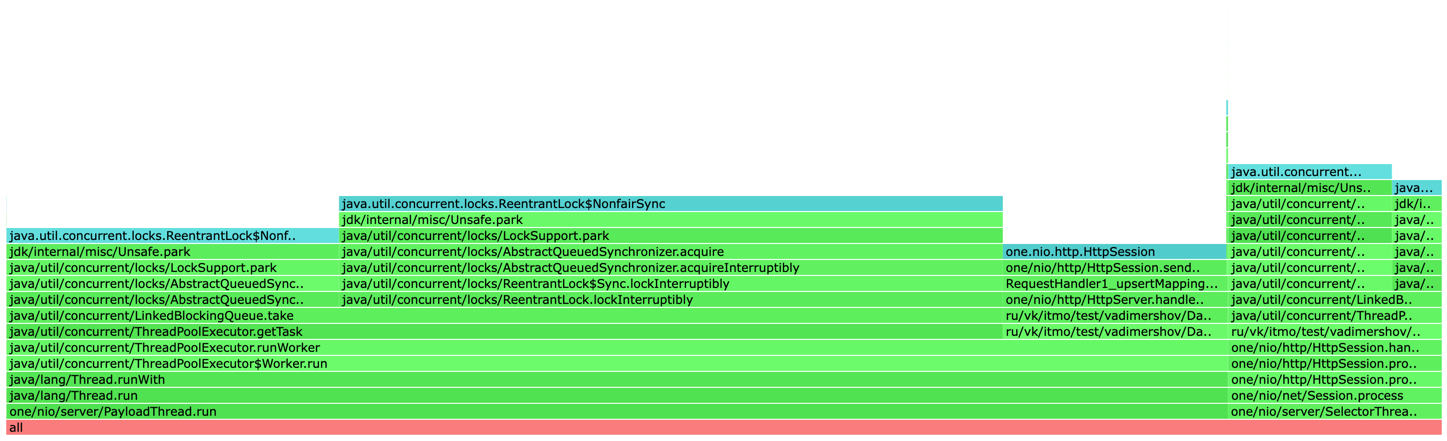 java.util.concurrent...
jdk/internal/misc/Uns..
java...
java.util.concurrent.locks.ReentrantLock$NonfairSync
java/util/concurrent/..
jdk/i..
jdk/internal/misc/Unsafe.park
java/util/concurrent/..
java/..
java.util.concurrent.locks.ReentrantLock$Nonf..
java/util/concurrent/locks/LockSupport.park
java/util/concurrent/..
java/..
jdk/internal/misc/Unsafe.park
java/util/concurrent/locks/AbstractQueuedSynchronizer.acquire
one.nio.http.HttpSession
java/util/concurrent/..
java/..
java/util/concurrent/locks/LockSupport.park
java/util/concurrent/locks/AbstractQueuedSynchronizer.acquireInterruptibly
one/nio/http/HttpSession.send..
java/util/concurrent/..
java/..
java/util/concurrent/locks/AbstractQueuedSync..
java/util/concurrent/locks/ReentrantLock$Sync.lockInterruptibly
RequestHandler1_upsertMapping...
java/util/concurrent/..
java/..
java/util/concurrent/locks/AbstractQueuedSync..
java/util/concurrent/locks/ReentrantLock.lockInterruptibly
one/nio/http/HttpServer.handle..
java/util/concurrent/LinkedB..
java/util/concurrent/LinkedBlockingQueue.take
ru/vk/itmo/test/vadimershov/Da..
java/util/concurrent/ThreadP..
java/util/concurrent/ThreadPoolExecutor.getTask
ru/vk/itmo/test/vadimershov/Da..
ru/vk/itmo/test/vadimershov/..
java/util/concurrent/ThreadPoolExecutor.runWorker
one/nio/http/HttpSession.han..
java/util/concurrent/ThreadPoolExecutor$Worker.run
one/nio/http/HttpSession.pro..
java/lang/Thread.runWith
one/nio/http/HttpSession.pro..
java/lang/Thread.run
one/nio/net/Session.process
one/nio/server/PayloadThread.run
one/nio/server/SelectorThrea..
all